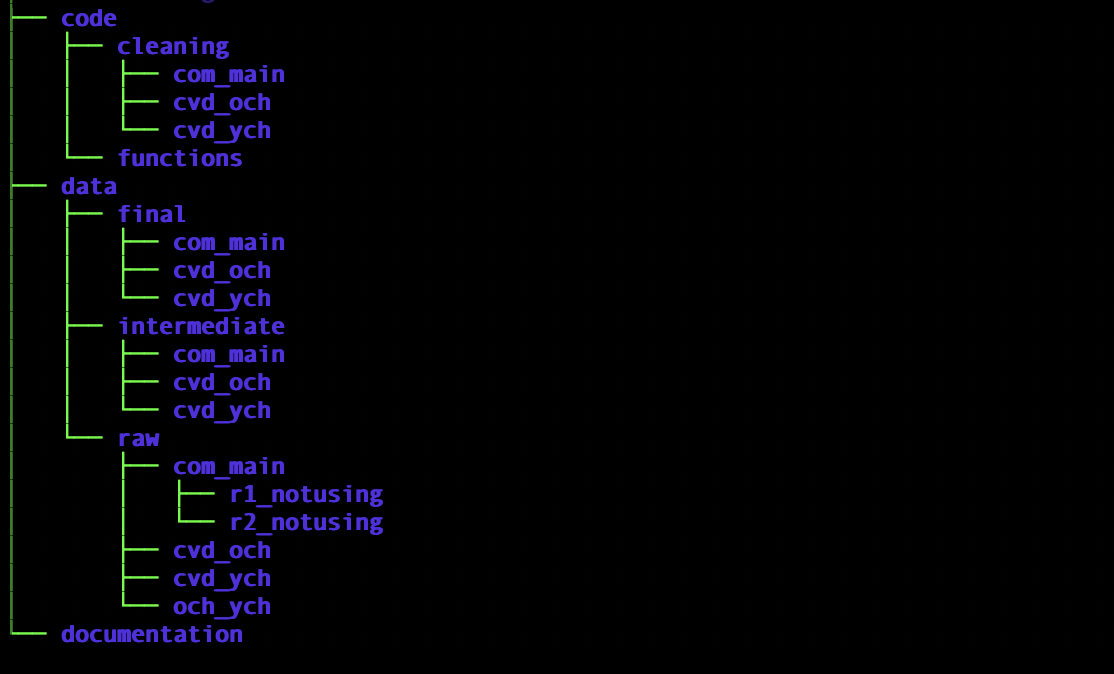 ├── code
│   ├── cleaning
│   │   ├── com_main
│   │   ├── cvd_och
│   │   └── cvd_ych
│   └── functions
├── data
│   ├── final
│   │   ├── com_main
│   │   ├── cvd_och
│   │   └── cvd_ych
│   ├── intermediate
│   │   ├── com_main
│   │   ├── cvd_och
│   │   └── cvd_ych
│   └── raw
│       ├── com_main
│       │   ├── r1_notusing
│       │   └── r2_notusing
│       ├── cvd_och
│       ├── cvd_ych
│       └── och_ych
└── documentation